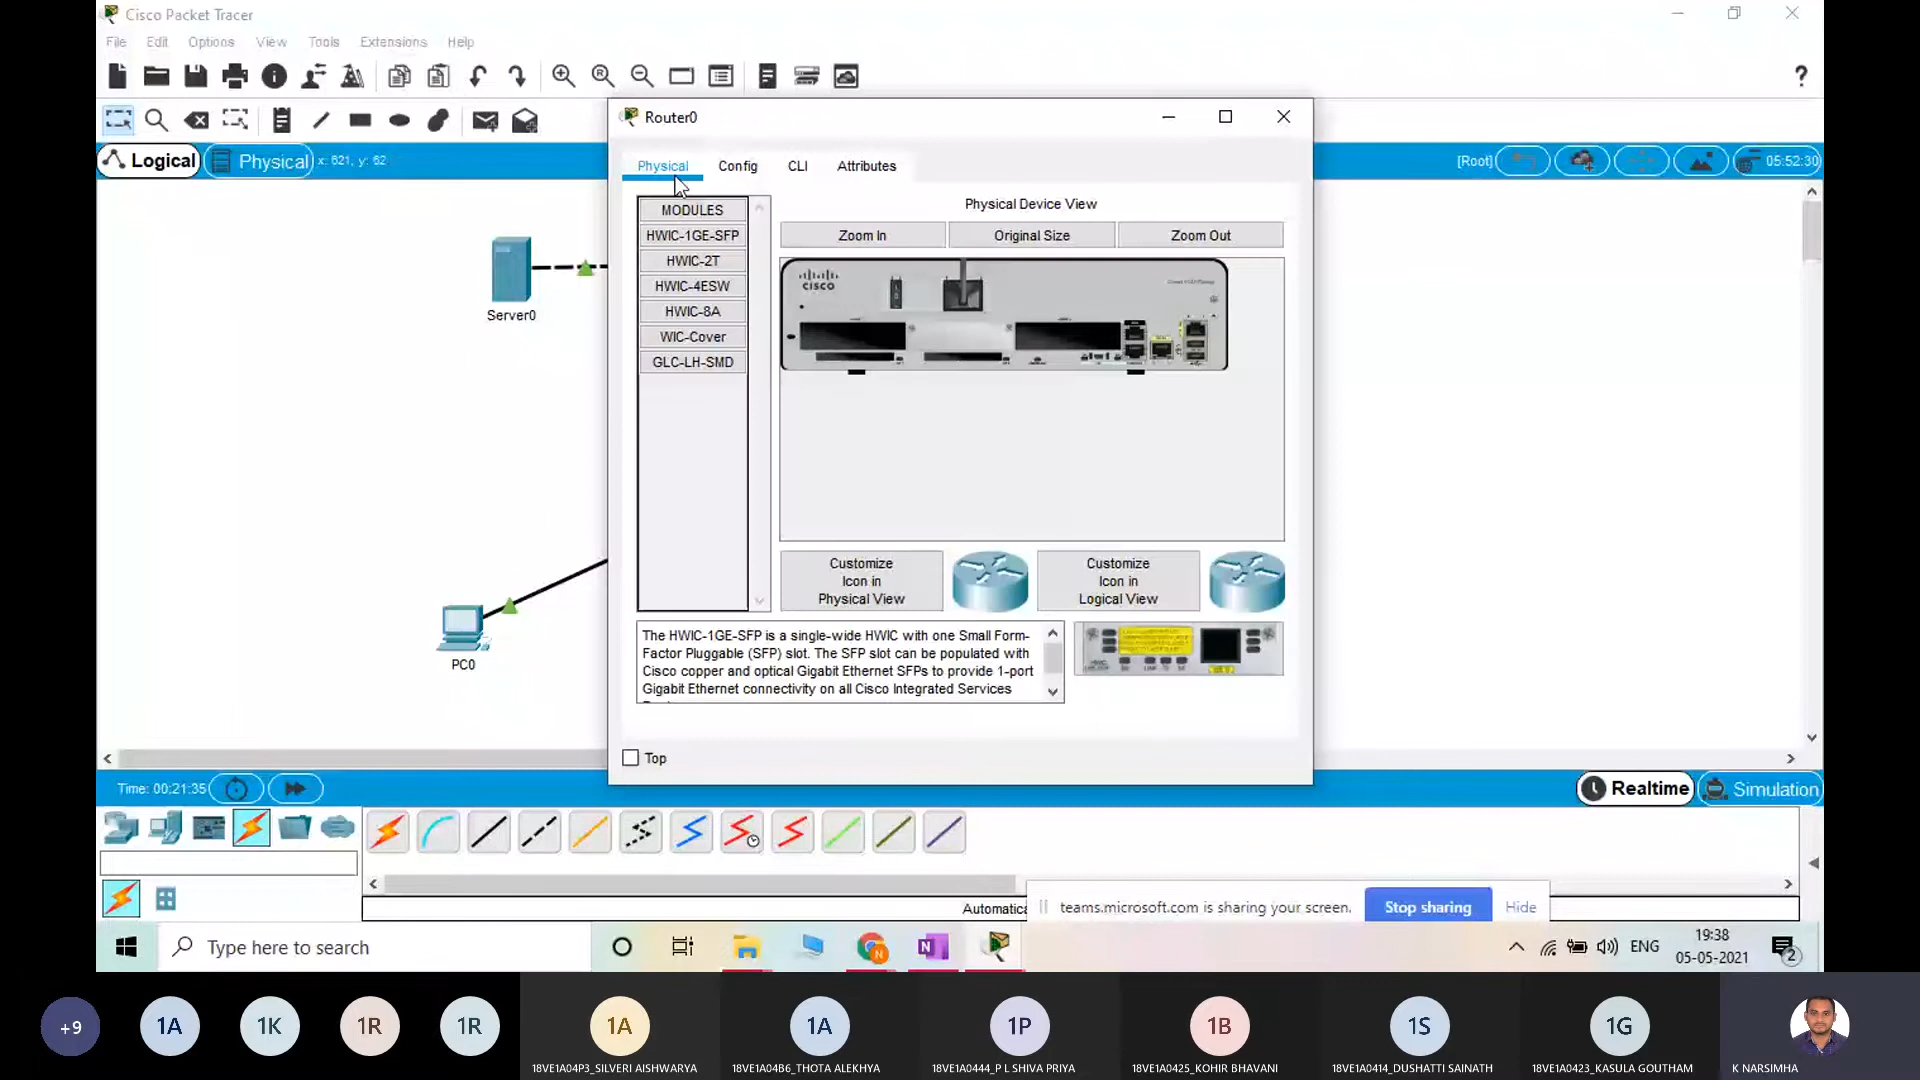 Cisco Packet Tracer
File Edit Options View Tools Extensions Help
?
Router0
Logical
Physical x: 621, y: 62
[Root]
05:52:30
Physical Config CLI Attributes
MODULES
HWIC-1GE-SFP
HWIC-2T
HWIC-4ESW
HWIC-8A
WIC-Cover
GLC-LH-SMD
Physical Device View
Zoom In Original Size Zoom Out
CISCO
Server0
PC0
Customize
Icon in
Physical View
Customize
Icon in
Logical View
The HWIC-1GE-SFP is a single-wide HWIC with one Small Form-
Factor Pluggable (SFP) slot. The SFP slot can be populated with
Cisco copper and optical Gigabit Ethernet SFPs to provide 1-port
Gigabit Ethernet connectivity on all Cisco Integrated Services
Top
Time: 00:21:35
Realtime
Simulation
Automatica
teams.microsoft.com is sharing your screen.
Stop sharing
Hide
Type here to search
ENG
19:38
05-05-2021
2
+9 1A 1K 1R 1R 1A 1A 1P 1B 1S 1G
18VE1A04P3_SILVERI AISHWARYA
18VE1A04B6_THOTA ALEKHYA
18VE1A0444_P L SHIVA PRIYA
18VE1A0425_KOHIR BHAVANI
18VE1A0414_DUSHATTI SAINATH
18VE1A0423_KASULA GOUTHAM
K NARSIMHA